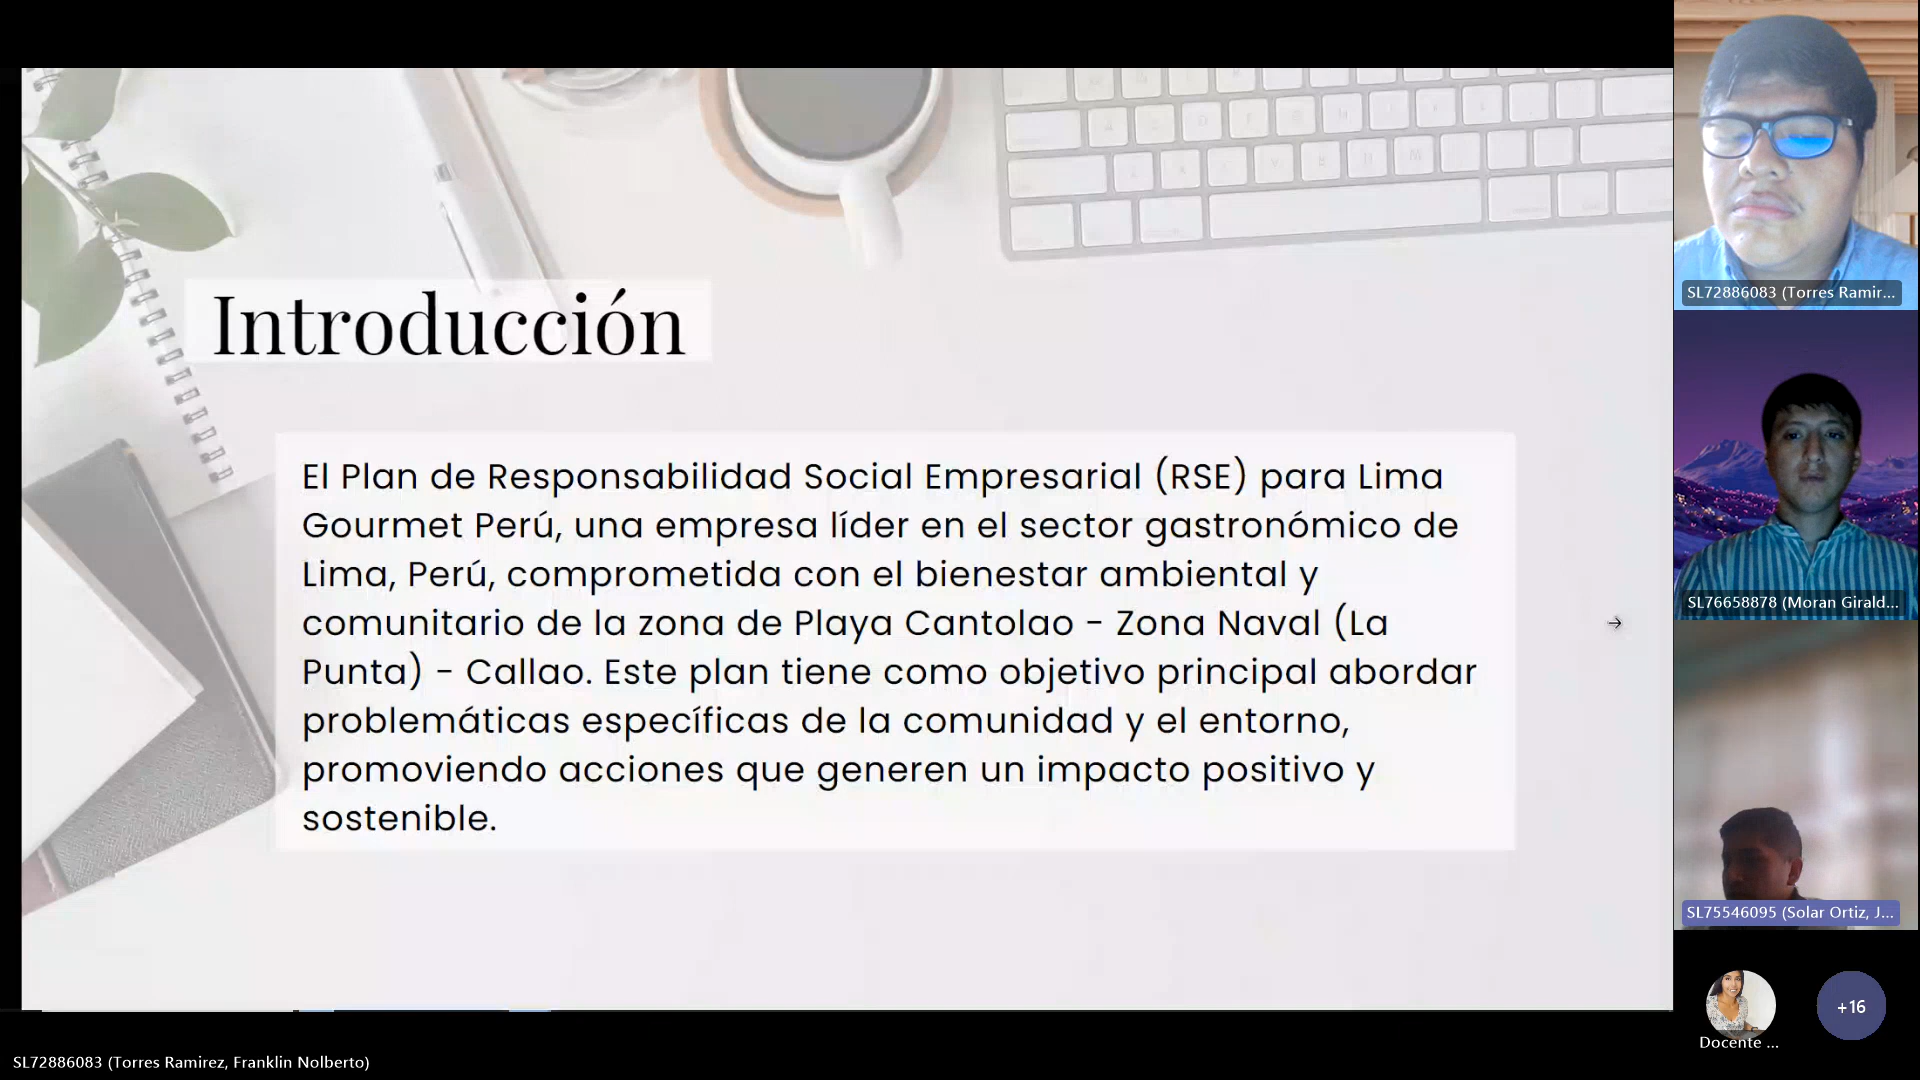 Introducción
El Plan de Responsabilidad Social Empresarial (RSE) para Lima
Gourmet Perú, una empresa líder en el sector gastronómico de
Lima, Perú, comprometida con el bienestar ambiental y
comunitario de la zona de Playa Cantolao - Zona Naval (La
Punta) - Callao. Este plan tiene como objetivo principal abordar
problemáticas específicas de la comunidad y el entorno,
promoviendo acciones que generen un impacto positivo y
sostenible.
SL72886083 (Torres Ramir...
SL76658878 (Moran Girald...
SL75546095 (Solar Ortiz, J...
+16
Docente ...
SL72886083 (Torres Ramirez, Franklin Nolberto)